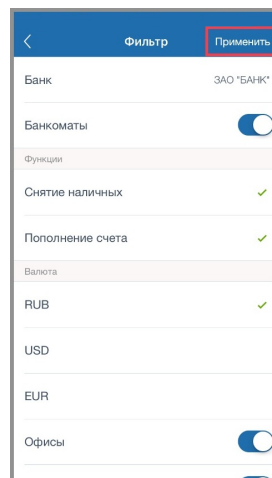 Фильтр Применить
Банк ЗАО "БАНК"
Банкоматы
Функции
Снятие наличных
Пополнение счета
Валюта
RUB
USD
EUR
Офисы